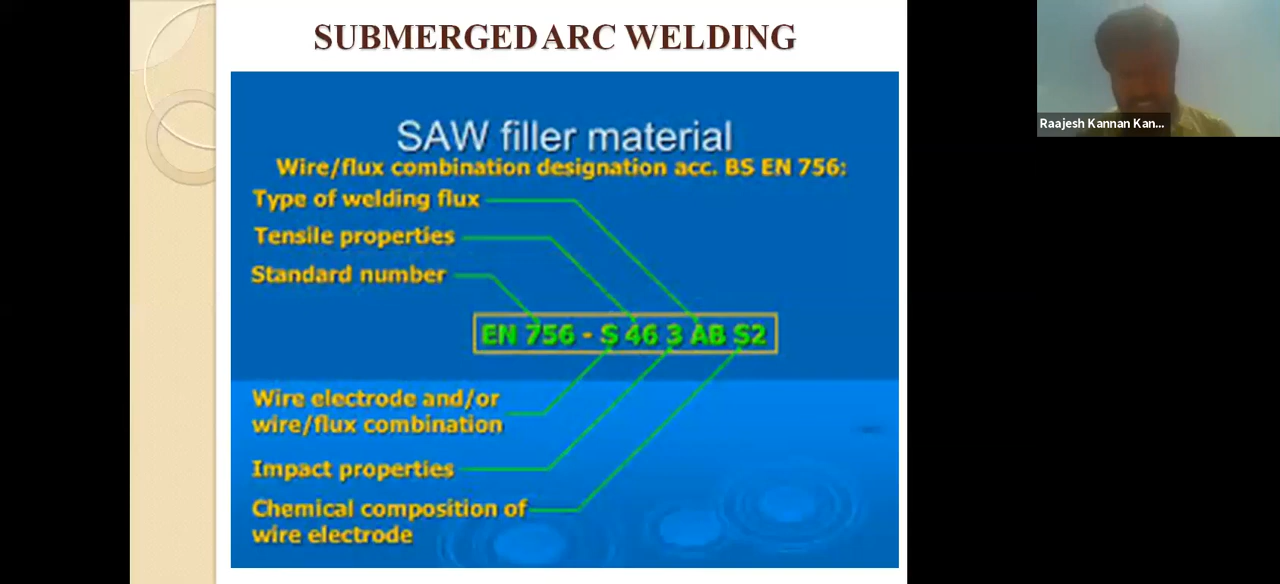 SUBMERGED ARC WELDING
SAW filler material
Wire/flux combination designation acc. BS EN 756:
Type of welding flux
Tensile properties
Standard number
EN 756 - S 46 3 AB S2
Wire electrode and/or
wire/flux combination
Impact properties
Chemical composition of
wire electrode
Raajesh Kannan Kan...